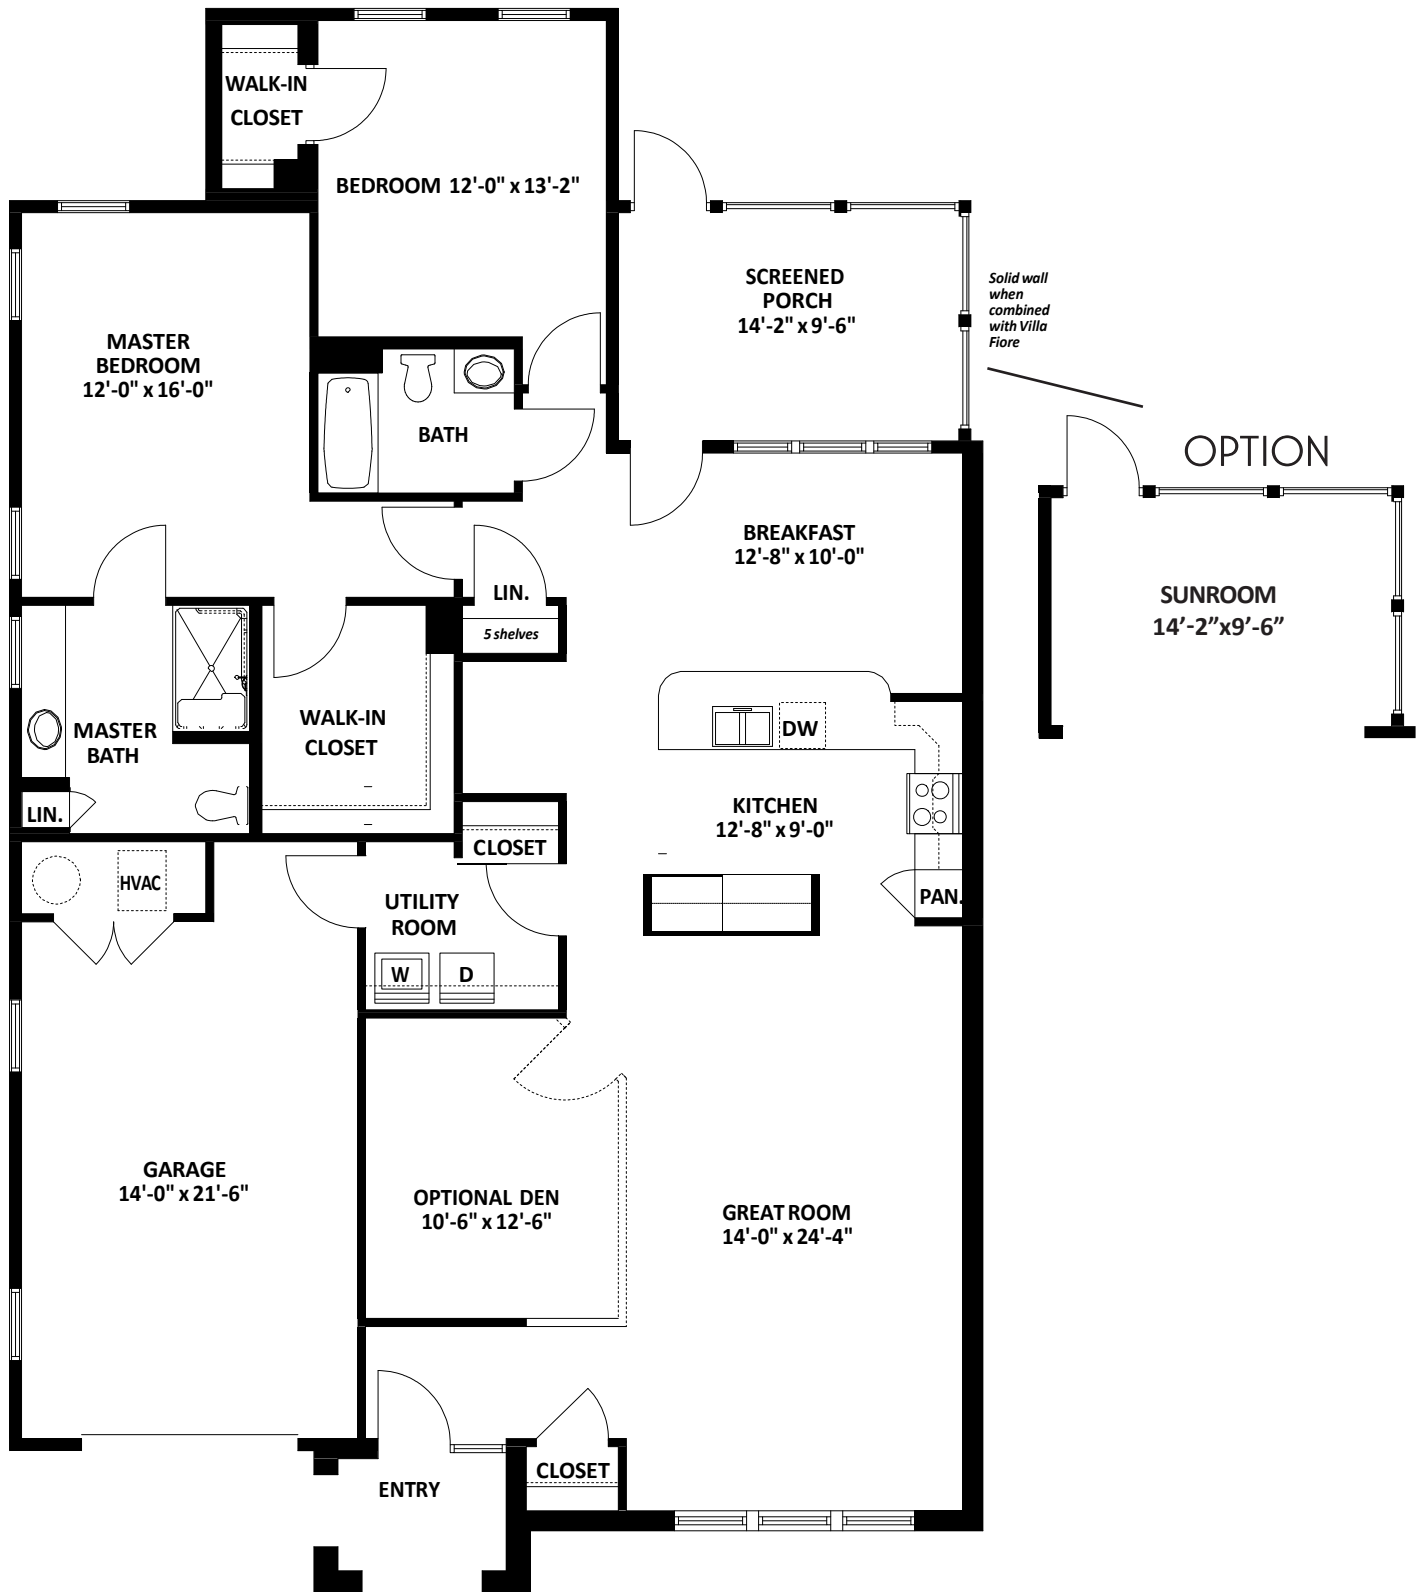 WALK-IN
CLOSET
BEDROOM 12'-0" x 13'-2"
SCREENED
PORCH
14'-2" x 9'-6"
Solid wall
when
combined
with Villa
Fiore
MASTER
BEDROOM
12'-0" x 16'-0"
BATH
OPTION
BREAKFAST
12'-8" x 10'-0"
LIN.
5 shelves
SUNROOM
14’-2”x9’-6”
WALK-IN
CLOSET
MASTER
BATH
DW
LIN.
KITCHEN
12'-8" x 9'-0"
CLOSET
HVAC
UTILITY
ROOM
PAN.
W
D
GARAGE
14'-0" x 21'-6"
OPTIONAL DEN
10'-6" x 12'-6"
GREAT ROOM
14'-0" x 24'-4"
CLOSET
ENTRY